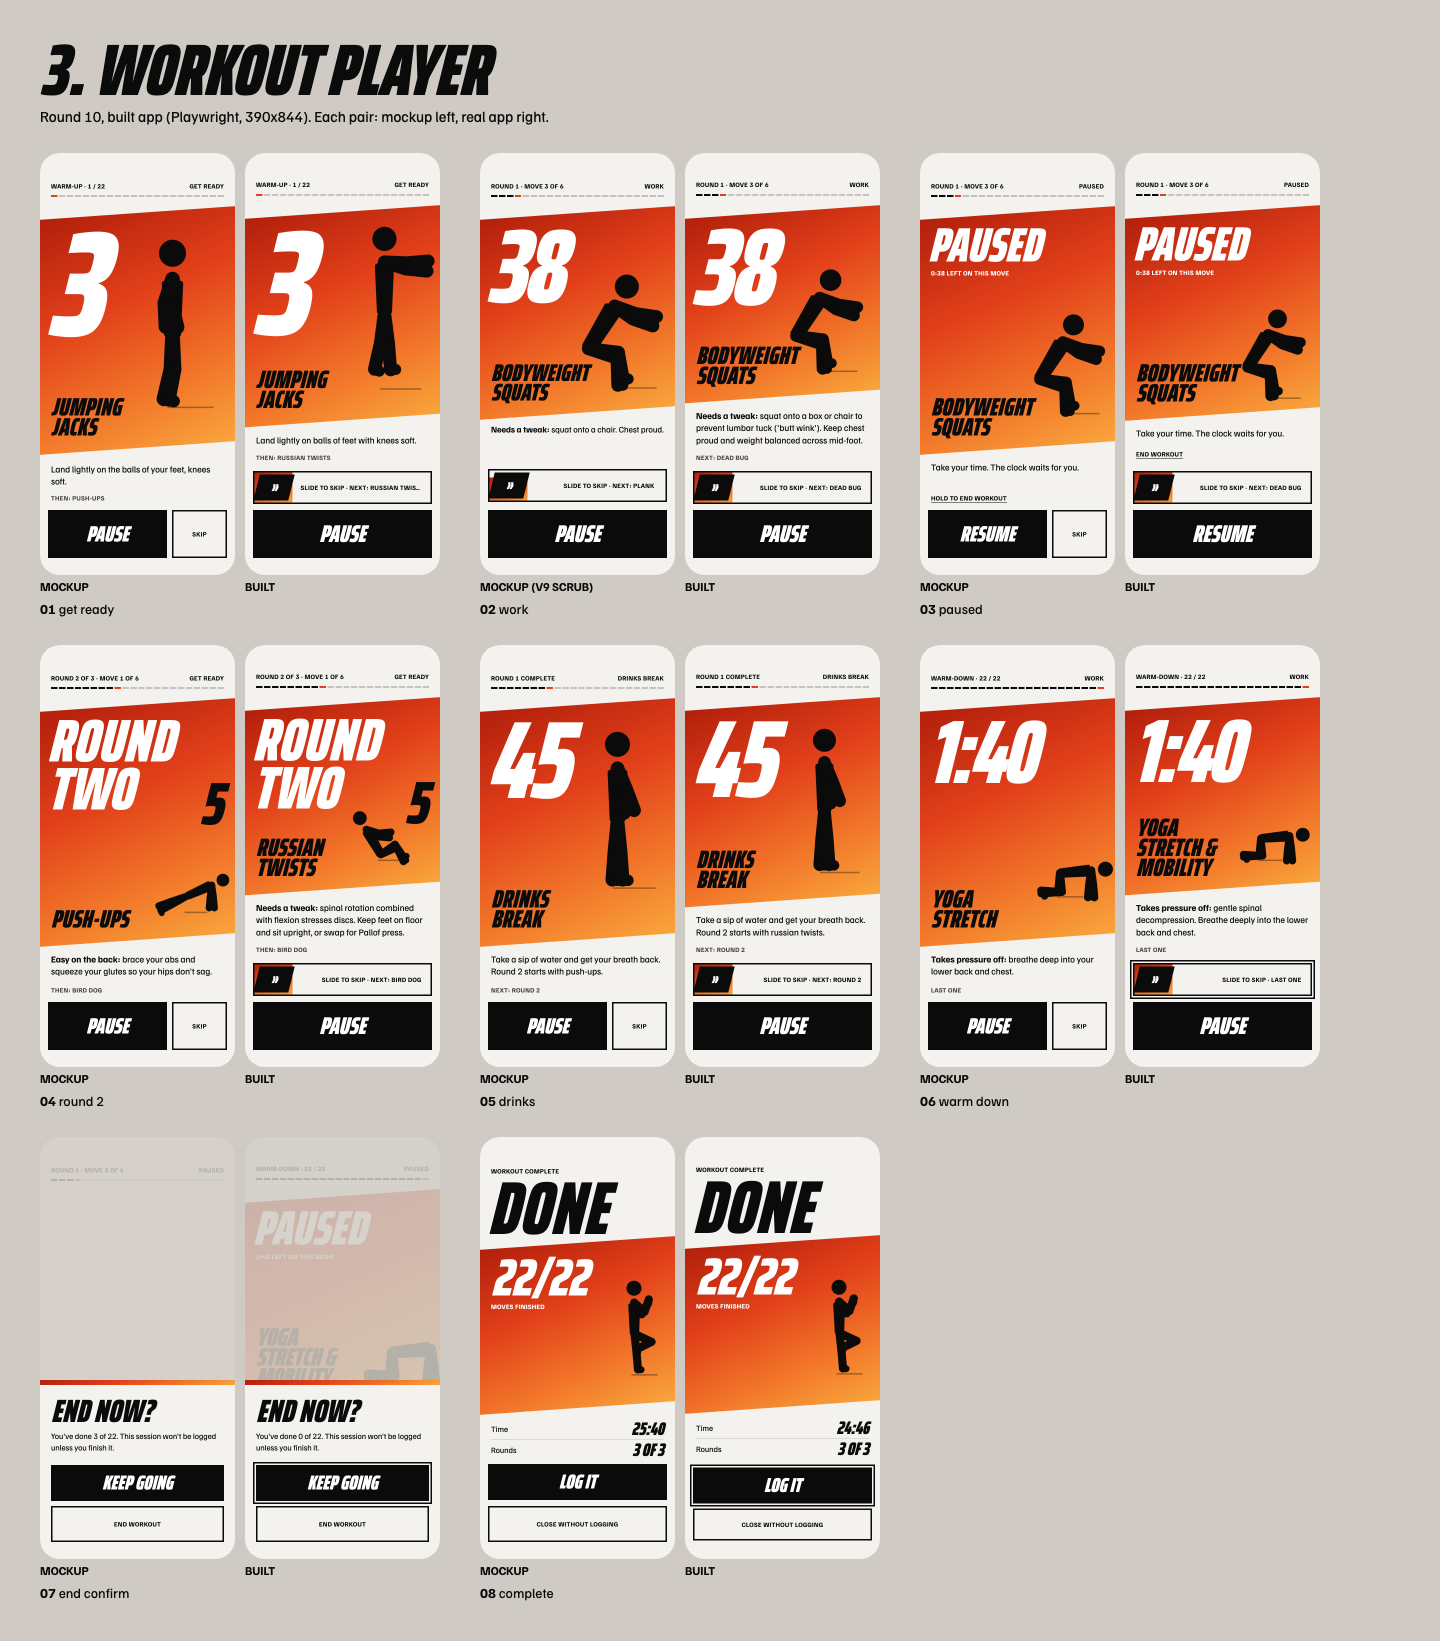 3. WORKOUT PLAYER
Round 10, built app (Playwright, 390x844). Each pair: mockup left, real app right.
WARM-UP · 1 / 22 GET READY
3
JUMPING
JACKS
Land lightly on the balls of your feet, knees
soft.
THEN: PUSH-UPS
PAUSE SKIP
MOCKUP
WARM-UP · 1 / 22 GET READY
3
JUMPING
JACKS
Land lightly on balls of feet with knees soft.
THEN: RUSSIAN TWISTS
» SLIDE TO SKIP · NEXT: RUSSIAN TWIS...
PAUSE
BUILT
01 get ready
ROUND 1 · MOVE 3 OF 6 WORK
38
BODYWEIGHT
SQUATS
Needs a tweak: squat onto a chair. Chest proud.
» SLIDE TO SKIP · NEXT: PLANK
PAUSE
MOCKUP (V9 SCRUB)
ROUND 1 · MOVE 3 OF 6 WORK
38
BODYWEIGHT
SQUATS
Needs a tweak: squat onto a box or chair to
prevent lumbar tuck ('butt wink'). Keep chest
proud and weight balanced across mid-foot.
NEXT: DEAD BUG
» SLIDE TO SKIP · NEXT: DEAD BUG
PAUSE
BUILT
02 work
ROUND 1 · MOVE 3 OF 6 PAUSED
PAUSED
0:38 LEFT ON THIS MOVE
BODYWEIGHT
SQUATS
Take your time. The clock waits for you.
HOLD TO END WORKOUT
RESUME SKIP
MOCKUP
ROUND 1 · MOVE 3 OF 6 PAUSED
PAUSED
0:38 LEFT ON THIS MOVE
BODYWEIGHT
SQUATS
Take your time. The clock waits for you.
END WORKOUT
» SLIDE TO SKIP · NEXT: DEAD BUG
RESUME
BUILT
03 paused
ROUND 2 OF 3 · MOVE 1 OF 6 GET READY
ROUND
TWO
5
PUSH-UPS
Easy on the back: brace your abs and
squeeze your glutes so your hips don't sag.
THEN: BIRD DOG
PAUSE SKIP
MOCKUP
ROUND 2 OF 3 · MOVE 1 OF 6 GET READY
ROUND
TWO
5
RUSSIAN
TWISTS
Needs a tweak: spinal rotation combined
with flexion stresses discs. Keep feet on floor
and sit upright, or swap for Pallof press.
THEN: BIRD DOG
» SLIDE TO SKIP · NEXT: BIRD DOG
PAUSE
BUILT
04 round 2
ROUND 1 COMPLETE DRINKS BREAK
45
DRINKS
BREAK
Take a sip of water and get your breath back.
Round 2 starts with push-ups.
NEXT: ROUND 2
PAUSE SKIP
MOCKUP
ROUND 1 COMPLETE DRINKS BREAK
45
DRINKS
BREAK
Take a sip of water and get your breath back.
Round 2 starts with russian twists.
NEXT: ROUND 2
» SLIDE TO SKIP · NEXT: ROUND 2
PAUSE
BUILT
05 drinks
WARM-DOWN · 22 / 22 WORK
1:40
YOGA
STRETCH
Takes pressure off: breathe deep into your
lower back and chest.
LAST ONE
PAUSE SKIP
MOCKUP
WARM-DOWN · 22 / 22 WORK
1:40
YOGA
STRETCH &
MOBILITY
Takes pressure off: gentle spinal
decompression. Breathe deeply into the lower
back and chest.
LAST ONE
» SLIDE TO SKIP · LAST ONE
PAUSE
BUILT
06 warm down
ROUND 1 · MOVE 3 OF 6 PAUSED
END NOW?
You've done 3 of 22. This session won't be logged
unless you finish it.
KEEP GOING
END WORKOUT
MOCKUP
WARM-DOWN · 22 / 22 PAUSED
PAUSED
1:40 LEFT ON THIS MOVE
YOGA
STRETCH &
MOBILITY
END NOW?
You've done 0 of 22. This session won't be logged
unless you finish it.
KEEP GOING
END WORKOUT
BUILT
07 end confirm
WORKOUT COMPLETE
DONE
22/22
MOVES FINISHED
Time 25:40
Rounds 3 OF 3
LOG IT
CLOSE WITHOUT LOGGING
MOCKUP
WORKOUT COMPLETE
DONE
22/22
MOVES FINISHED
Time 24:46
Rounds 3 OF 3
LOG IT
CLOSE WITHOUT LOGGING
BUILT
08 complete